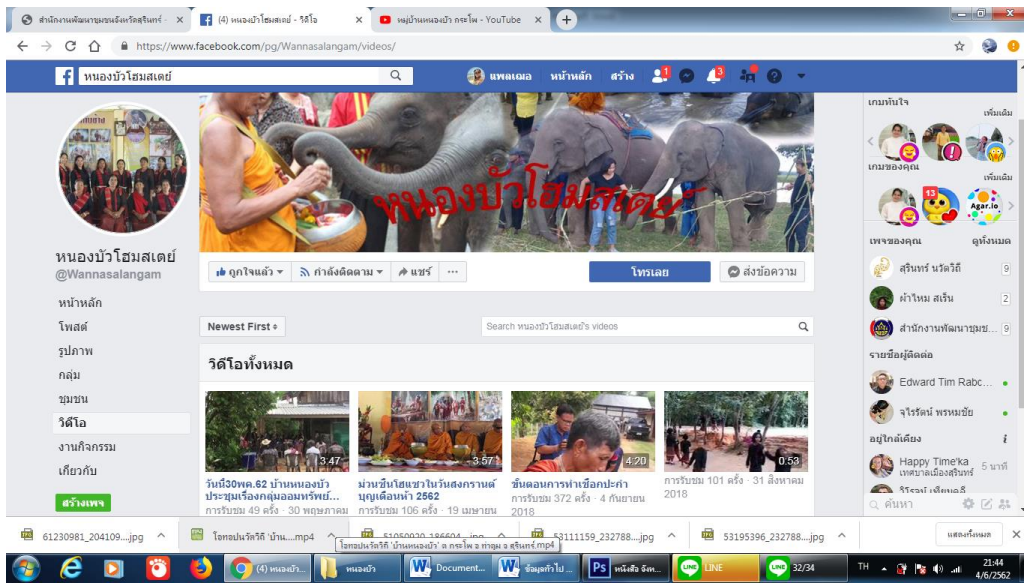 สำนักงานพัฒนาชุมชนจังหวัดสุรินทร์
(4) หนองบัวโฮมสเตย์ - วิดีโอ
หมู่บ้านหนองบัว กระโพ - YouTube
https://www.facebook.com/pg/Wannasalangam/videos/
หนองบัวโฮมสเตย์
แพลเฌอ หน้าหลัก สร้าง 1 3
หนองบัวโฮมสเตย์
หนองบัวโฮมสเตย์
@Wannasalangam
หน้าหลัก
โพสต์
รูปภาพ
กลุ่ม
ชุมชน
วิดีโอ
งานกิจกรรม
เกี่ยวกับ
สร้างเพจ
ถูกใจแล้ว กำลังติดตาม แชร์ ...
โทรเลย
ส่งข้อความ
Newest First
Search หนองบัวโฮมสเตย์'s videos
วิดีโอทั้งหมด
3:47
วันนี้30พค.62 บ้านหนองบัว
ประชุมเรื่องกลุ่มออมทรัพย์...
การรับชม 49 ครั้ง · 30 พฤษภาคม
3:57
ม่วนซื่นโฮแซวในวันสงกรานต์
บุญเดือนห้า 2562
การรับชม 106 ครั้ง · 19 เมษายน
4:20
ขั้นตอนการทำเชือกปะกำ
การรับชม 372 ครั้ง · 4 กันยายน
2018
0:53
การรับชม 101 ครั้ง · 31 สิงหาคม
2018
เกมทันใจ
เพิ่มเติม
เกมของคุณ
เพิ่มเติม
13
Agar.io
เพจของคุณ ดูทั้งหมด
สุรินทร์ นวัตวิถี 9
ผ้าไหม สเร็น 2
สำนักงานพัฒนาชุมช... 9
รายชื่อผู้ติดต่อ
Edward Tim Rabc...
จุไรรัตน์ พรหมชัย
อยู่ใกล้เคียง
Happy Time'ka 5 นาที
เทศบาลเมืองสุรินทร์
ค้นหา
61230981_204109....jpg
โอทอปนวัตวิถี 'บ้าน....mp4
51050920_186604....jpg
53111159_232788....jpg
53195396_232788....jpg
แสดงทั้งหมด
โอทอปนวัตวิถี 'บ้านหนองบัว' ต กระโพ อ ท่าตูม จ สุรินทร์.mp4
(4) หนองบัว...
หนองบัว
Document...
ข้อมูลทั่วไป ...
หนังสือ จังห...
LINE
32/34
TH
21:44
4/6/2562